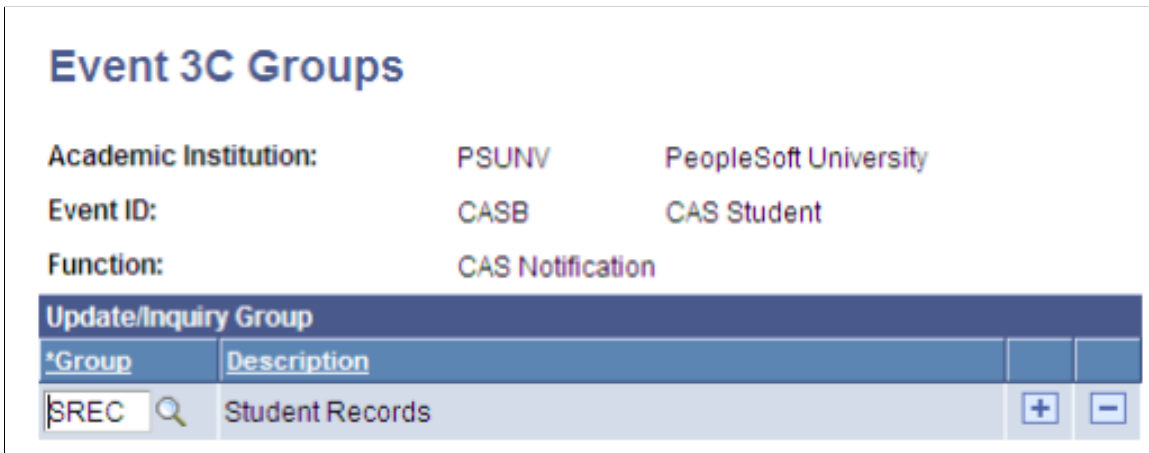 Event 3C Groups
Academic Institution: PSUNV PeopleSoft University
Event ID: CASB CAS Student
Function: CAS Notification
Update/Inquiry Group
*Group Description
SREC Student Records